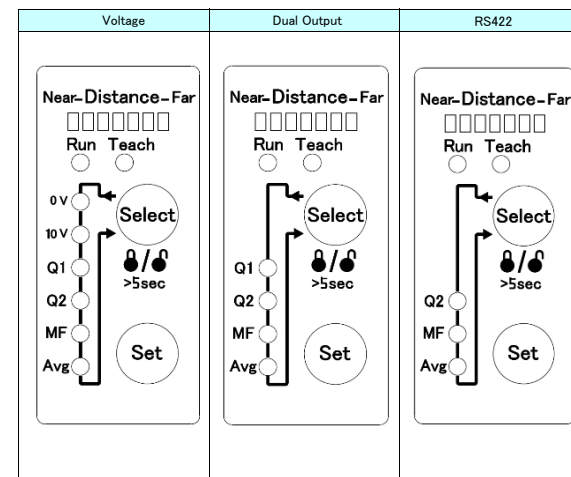 Voltage
Dual Output
RS422
Near-Distance-Far
Run Teach
0 V
Select
10 V
Q1
/
>5sec
Q2
MF
Set
Avg
Near-Distance-Far
Run Teach
Select
Q1
/
>5sec
Q2
MF
Set
Avg
Near-Distance-Far
Run Teach
Select
/
>5sec
Q2
MF
Set
Avg